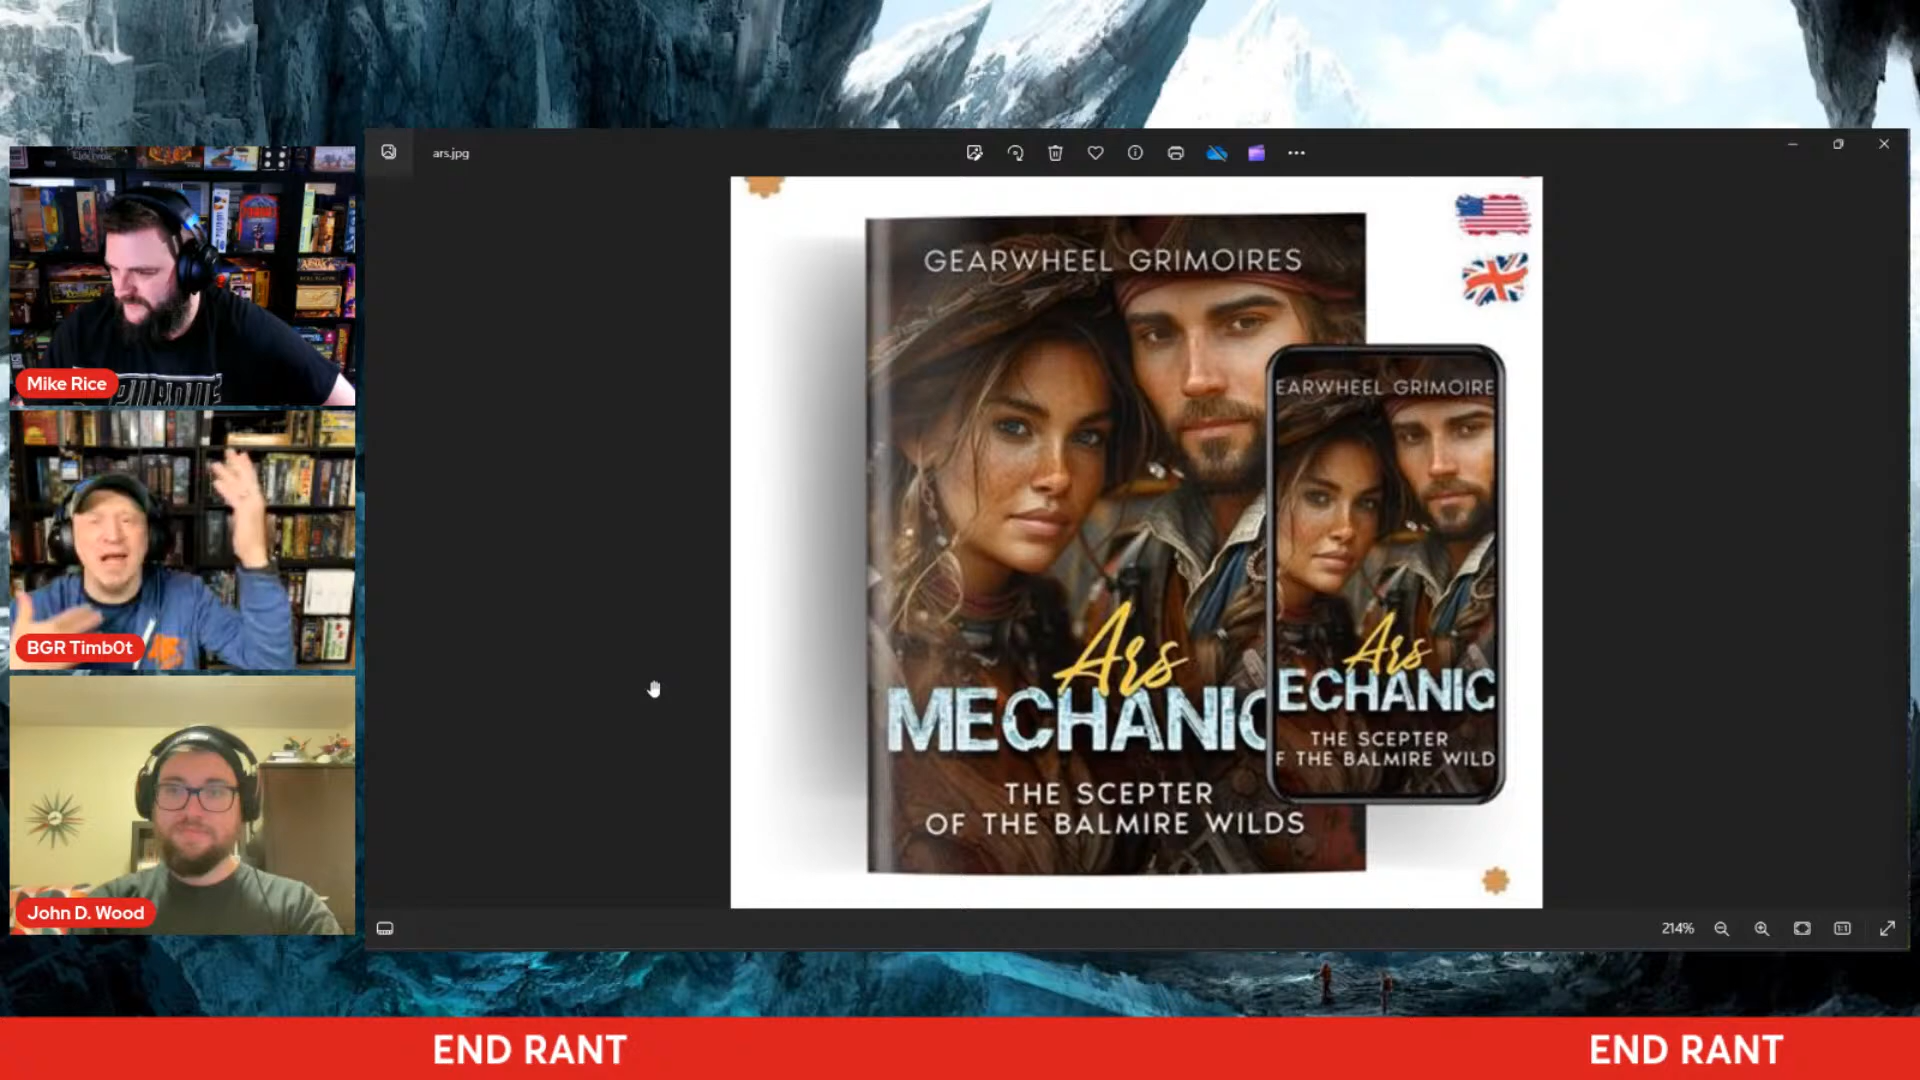 ars.jpg
Mike Rice
BGR Timb0t
John D. Wood
GEARWHEEL GRIMOIRES
Ars
MECHANIC
THE SCEPTER
OF THE BALMIRE WILDS
EARWHEEL GRIMOIRE
Ars
ECHANIC
THE SCEPTER
F THE BALMIRE WILD
214%
END RANT
END RANT